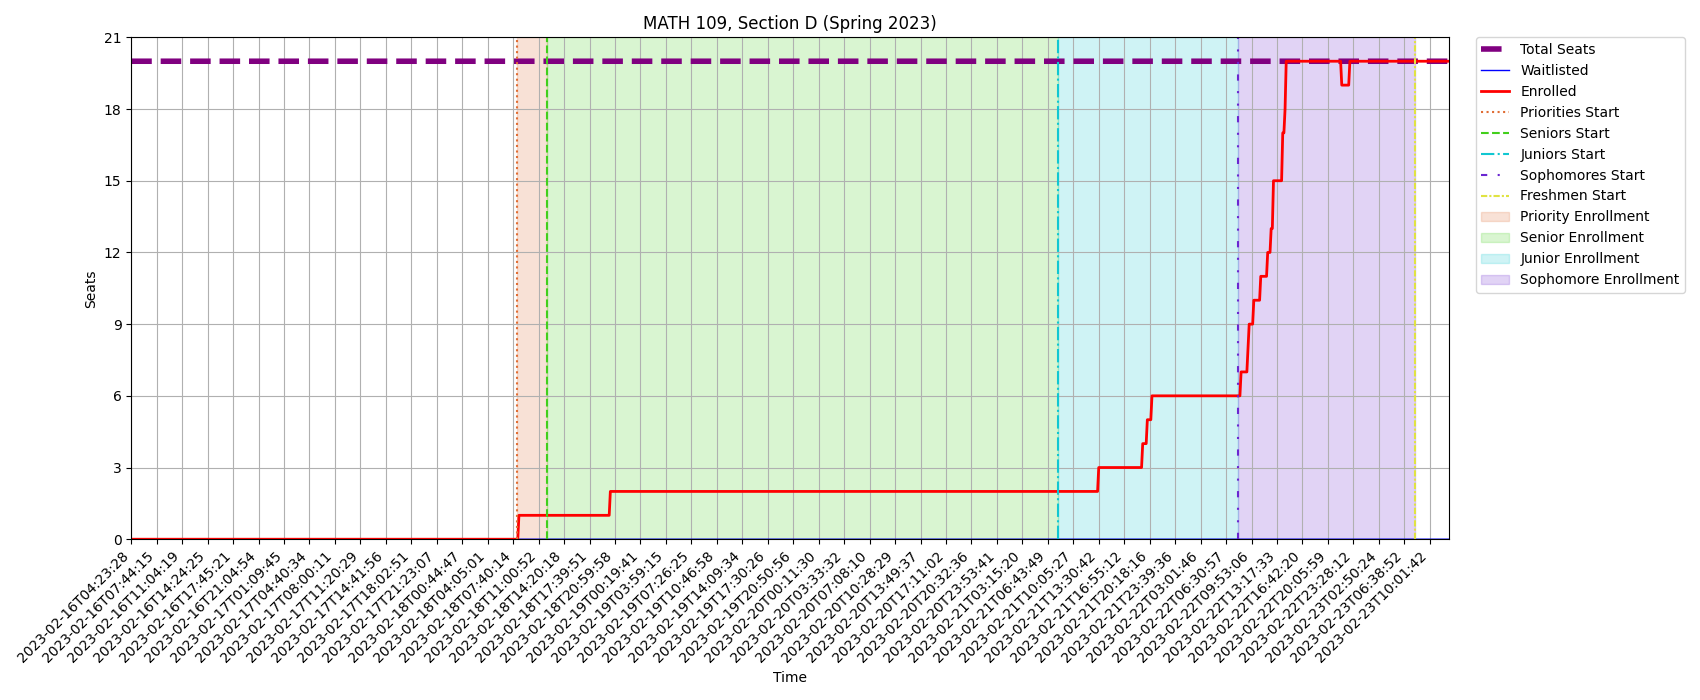 MATH 109, Section D (Spring 2023)
21
18
15
12
9
6
3
0
Seats
2023-02-16T04:23:28
2023-02-16T07:44:15
2023-02-16T11:04:19
2023-02-16T14:24:25
2023-02-16T17:45:21
2023-02-16T21:04:54
2023-02-17T01:09:45
2023-02-17T04:40:34
2023-02-17T08:00:11
2023-02-17T11:20:29
2023-02-17T14:41:56
2023-02-17T18:02:51
2023-02-17T21:23:07
2023-02-18T00:44:47
2023-02-18T04:05:01
2023-02-18T07:40:14
2023-02-18T11:00:52
2023-02-18T14:20:18
2023-02-18T17:39:51
2023-02-18T20:59:58
2023-02-19T00:19:41
2023-02-19T03:59:15
2023-02-19T07:26:25
2023-02-19T10:46:58
2023-02-19T14:09:34
2023-02-19T17:30:26
2023-02-19T20:50:56
2023-02-20T00:11:30
2023-02-20T03:33:32
2023-02-20T07:08:10
2023-02-20T10:28:29
2023-02-20T13:49:37
2023-02-20T17:11:02
2023-02-20T20:32:36
2023-02-20T23:53:41
2023-02-21T03:15:20
2023-02-21T06:43:49
2023-02-21T10:05:27
2023-02-21T13:30:42
2023-02-21T16:55:12
2023-02-21T20:18:16
2023-02-21T23:39:36
2023-02-22T03:01:46
2023-02-22T06:30:57
2023-02-22T09:53:06
2023-02-22T13:17:33
2023-02-22T16:42:20
2023-02-22T20:05:59
2023-02-22T23:28:12
2023-02-23T02:50:24
2023-02-23T06:38:52
2023-02-23T10:01:42
Time
Total Seats
Waitlisted
Enrolled
Priorities Start
Seniors Start
Juniors Start
Sophomores Start
Freshmen Start
Priority Enrollment
Senior Enrollment
Junior Enrollment
Sophomore Enrollment